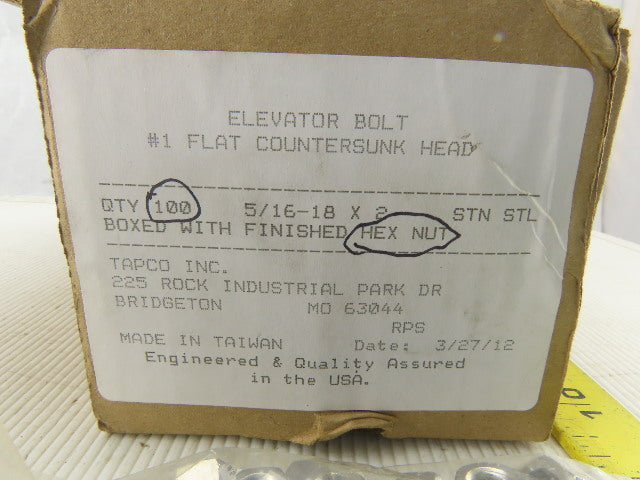 ELEVATOR BOLT
#1 FLAT COUNTERSUNK HEAD
QTY 100 5/16-18 X 2 STN STL
BOXED WITH FINISHED HEX NUT
TAPCO INC.
225 ROCK INDUSTRIAL PARK DR
BRIDGETON MO 63044
RPS
MADE IN TAIWAN Date: 3/27/12
Engineered & Quality Assured
in the USA.
10